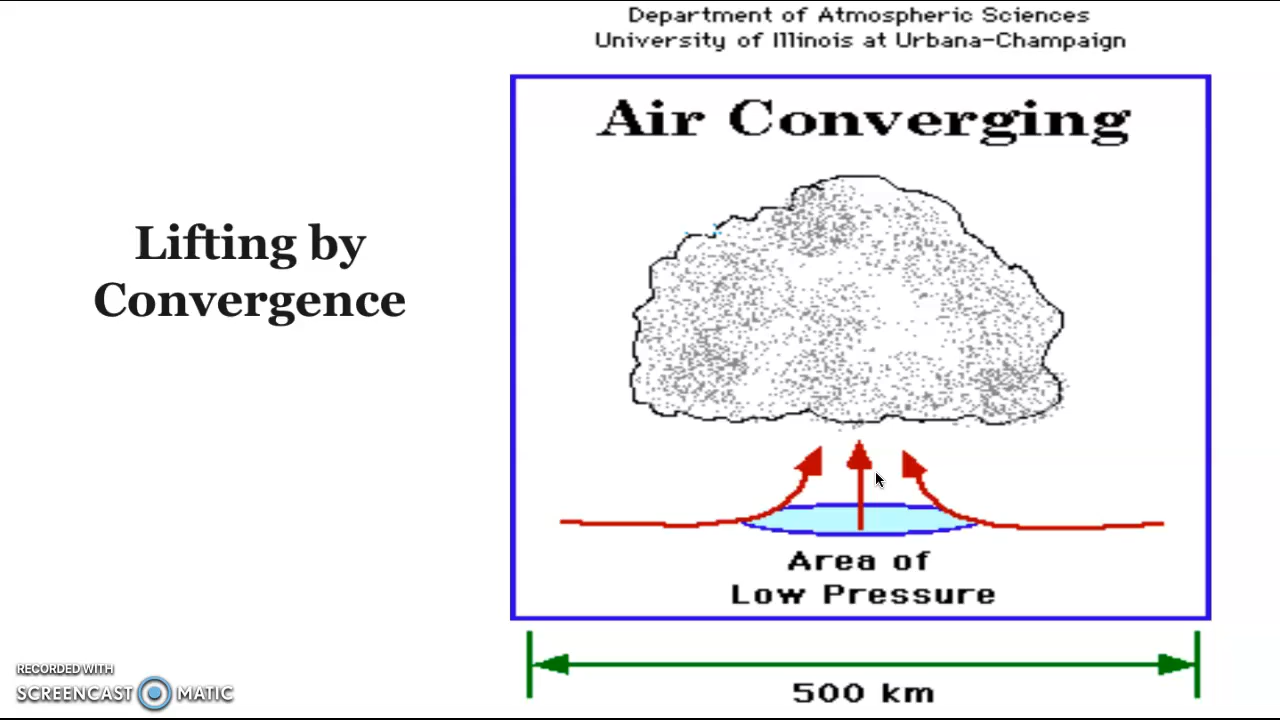 Department of Atmospheric Sciences
University of Illinois at Urbana-Champaign
Air Converging
Lifting by
Convergence
Area of
Low Pressure
500 km
RECORDED WITH
SCREENCAST MATIC